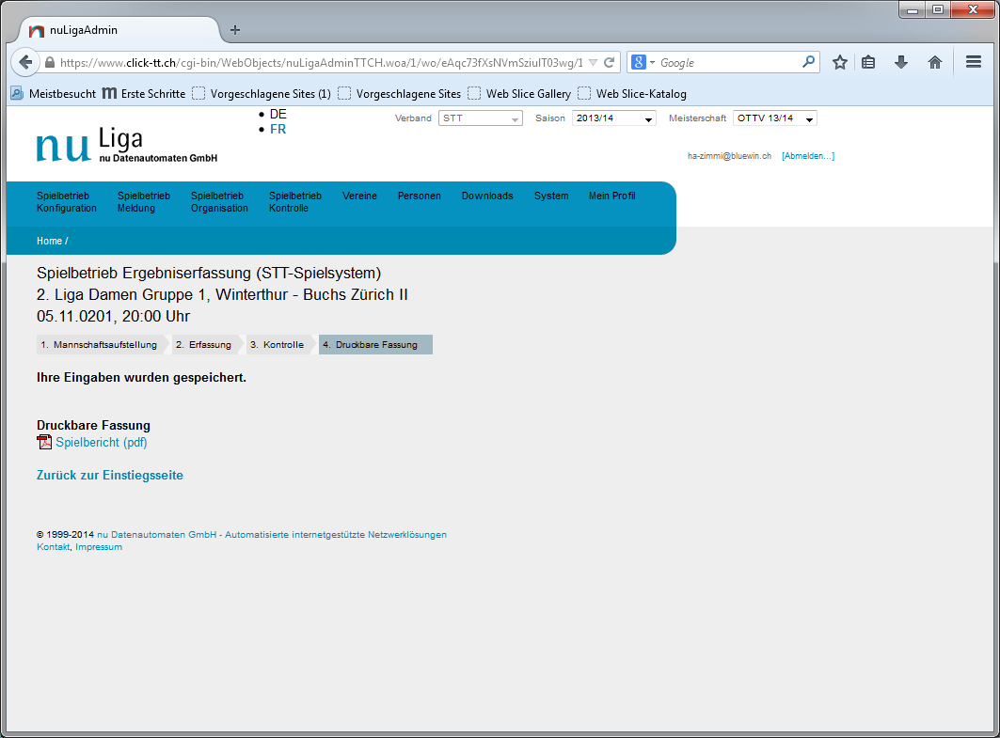 nuLigaAdmin
https://www.click-tt.ch/cgi-bin/WebObjects/nuLigaAdminTTCH.woa/1/wo/eAqc73fXsNVmSziulT03wg/1
Google
Meistbesucht Erste Schritte Vorgeschlagene Sites (1) Vorgeschlagene Sites Web Slice Gallery Web Slice-Katalog
nu Liga
nu Datenautomaten GmbH
• DE
• FR
Verband STT Saison 2013/14 Meisterschaft OTTV 13/14
ha-zimmi@bluewin.ch [Abmelden...]
Spielbetrieb Konfiguration
Spielbetrieb Meldung
Spielbetrieb Organisation
Spielbetrieb Kontrolle
Vereine
Personen
Downloads
System
Mein Profil
Home /
Spielbetrieb Ergebniserfassung (STT-Spielsystem)
2. Liga Damen Gruppe 1, Winterthur - Buchs Zürich II
05.11.0201, 20:00 Uhr
1. Mannschaftsaufstellung 2. Erfassung 3. Kontrolle 4. Druckbare Fassung
Ihre Eingaben wurden gespeichert.
Druckbare Fassung
Spielbericht (pdf)
Zurück zur Einstiegsseite
© 1999-2014 nu Datenautomaten GmbH - Automatisierte internetgestützte Netzwerklösungen
Kontakt, Impressum